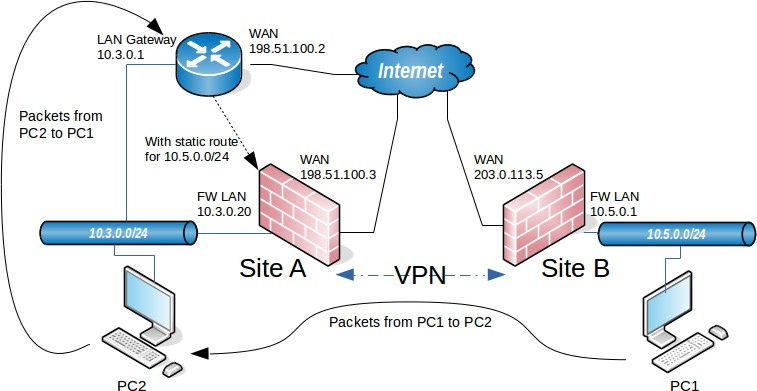 LAN Gateway
10.3.0.1
WAN
198.51.100.2
Internet
Packets from
PC2 to PC1
With static route
for 10.5.0.0/24
WAN
198.51.100.3
WAN
203.0.113.5
FW LAN
10.3.0.20
FW LAN
10.5.0.1
10.3.0.0/24
10.5.0.0/24
Site A
VPN
Site B
Packets from PC1 to PC2
PC2
PC1